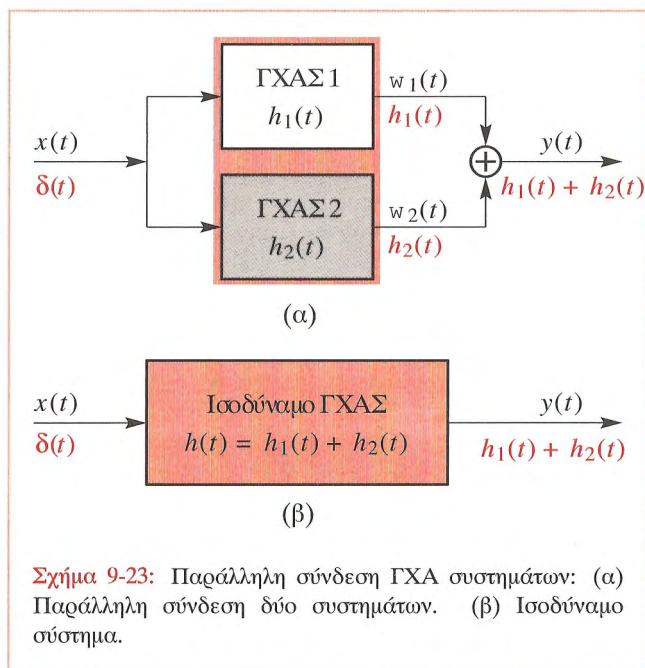 ΓΧΑΣ 1
h₁(t)
w₁(t)
h₁(t)
x(t)
δ(t)
y(t)
h₁(t) + h₂(t)
ΓΧΑΣ 2
h₂(t)
w₂(t)
h₂(t)
(α)
x(t)
δ(t)
Ισοδύναμο ΓΧΑΣ
h(t) = h₁(t) + h₂(t)
y(t)
h₁(t) + h₂(t)
(β)
Σχήμα 9-23: Παράλληλη σύνδεση ΓΧΑ συστημάτων: (α)
Παράλληλη σύνδεση δύο συστημάτων. (β) Ισοδύναμο
σύστημα.